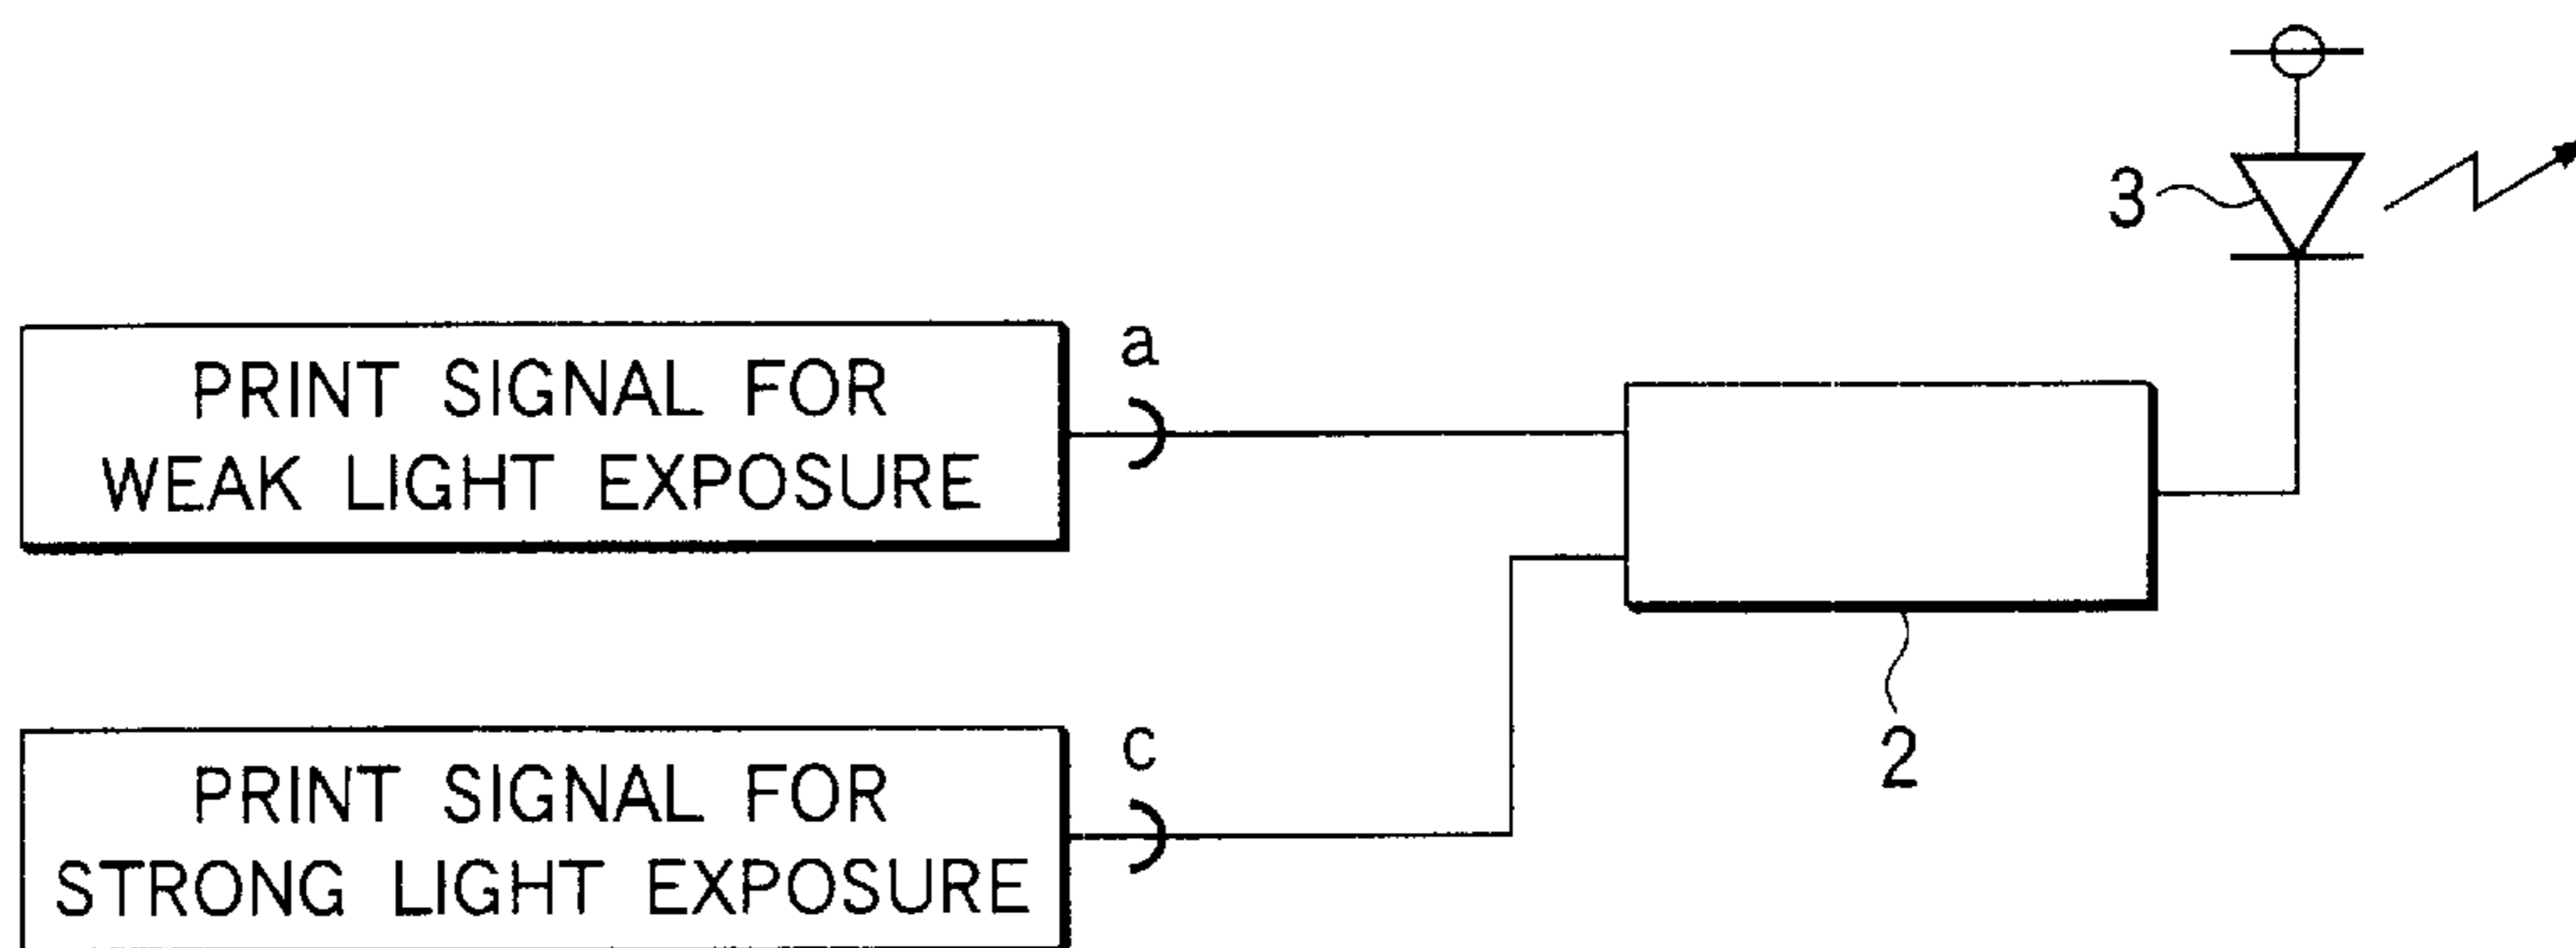 3
a
PRINT SIGNAL FOR
WEAK LIGHT EXPOSURE
2
c
PRINT SIGNAL FOR
STRONG LIGHT EXPOSURE